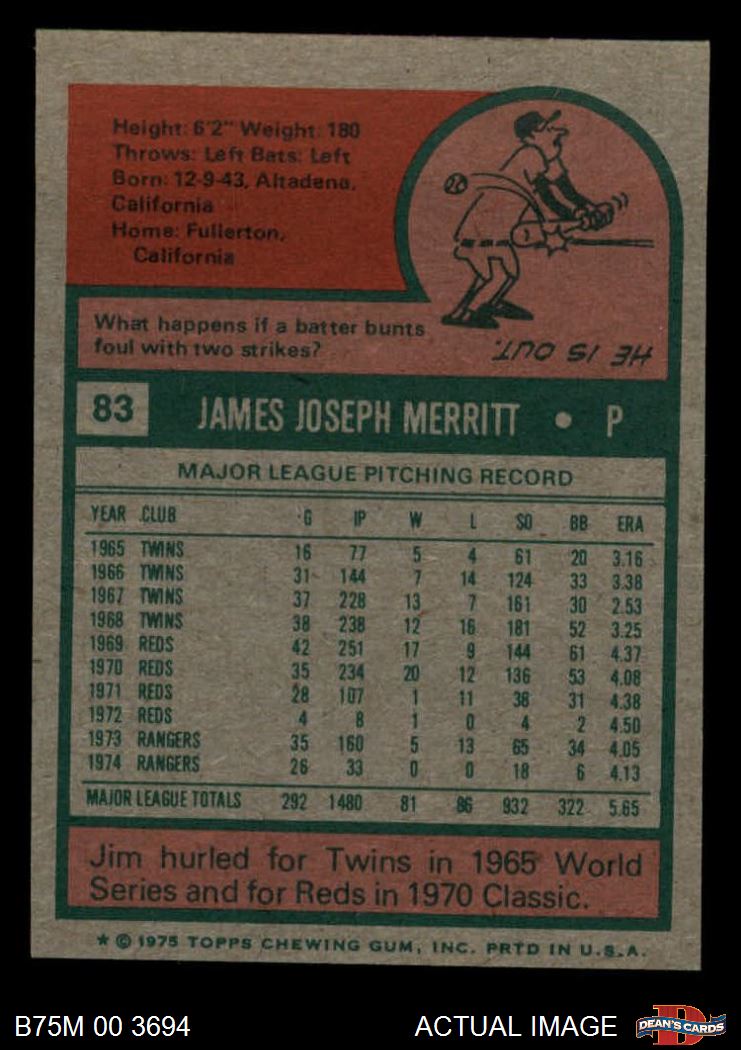 Height: 6'2" Weight: 180
Throws: Left Bats: Left
Born: 12-9-43, Altadena,
California
Home: Fullerton,
California
What happens if a batter bunts
foul with two strikes?
HE IS OUT.
83 JAMES JOSEPH MERRITT • P
MAJOR LEAGUE PITCHING RECORD
YEAR CLUB G IP W L SO BB ERA
1965 TWINS 16 77 5 4 61 20 3.16
1966 TWINS 31 144 7 14 124 33 3.38
1967 TWINS 37 228 13 7 161 30 2.53
1968 TWINS 38 238 12 16 181 52 3.25
1969 REDS 42 251 17 9 144 61 4.37
1970 REDS 35 234 20 12 136 53 4.08
1971 REDS 28 107 1 11 38 31 4.38
1972 REDS 4 8 1 0 4 2 4.50
1973 RANGERS 35 160 5 13 65 34 4.05
1974 RANGERS 26 33 0 0 18 6 4.13
MAJOR LEAGUE TOTALS 292 1480 81 86 932 322 5.65
Jim hurled for Twins in 1965 World
Series and for Reds in 1970 Classic.
★ © 1975 TOPPS CHEWING GUM, INC. PRTD IN U.S.A.
B75M 00 3694 ACTUAL IMAGE DEAN'S CARDS